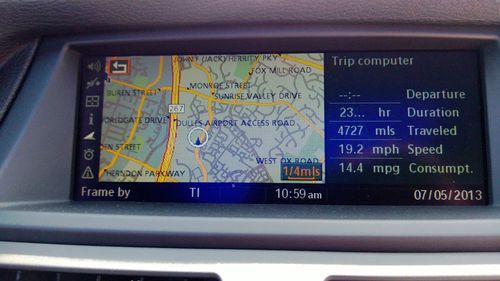 JOHN F (JACK) HERRITY PKY
FOX MILL ROAD
BUREN STREET
MONROE STREET
SUNRISE VALLEY DRIVE
267
WORLDGATE DRIVE
DULLES AIRPORT ACCESS ROAD
DEN STREET
WEST OX ROAD
HERNDON PARKWAY
1/4mls
Trip computer
--:-- Departure
23... hr Duration
4727 mls Traveled
19.2 mph Speed
14.4 mpg Consumpt.
Frame by TI 10:59 am 07/05/2013